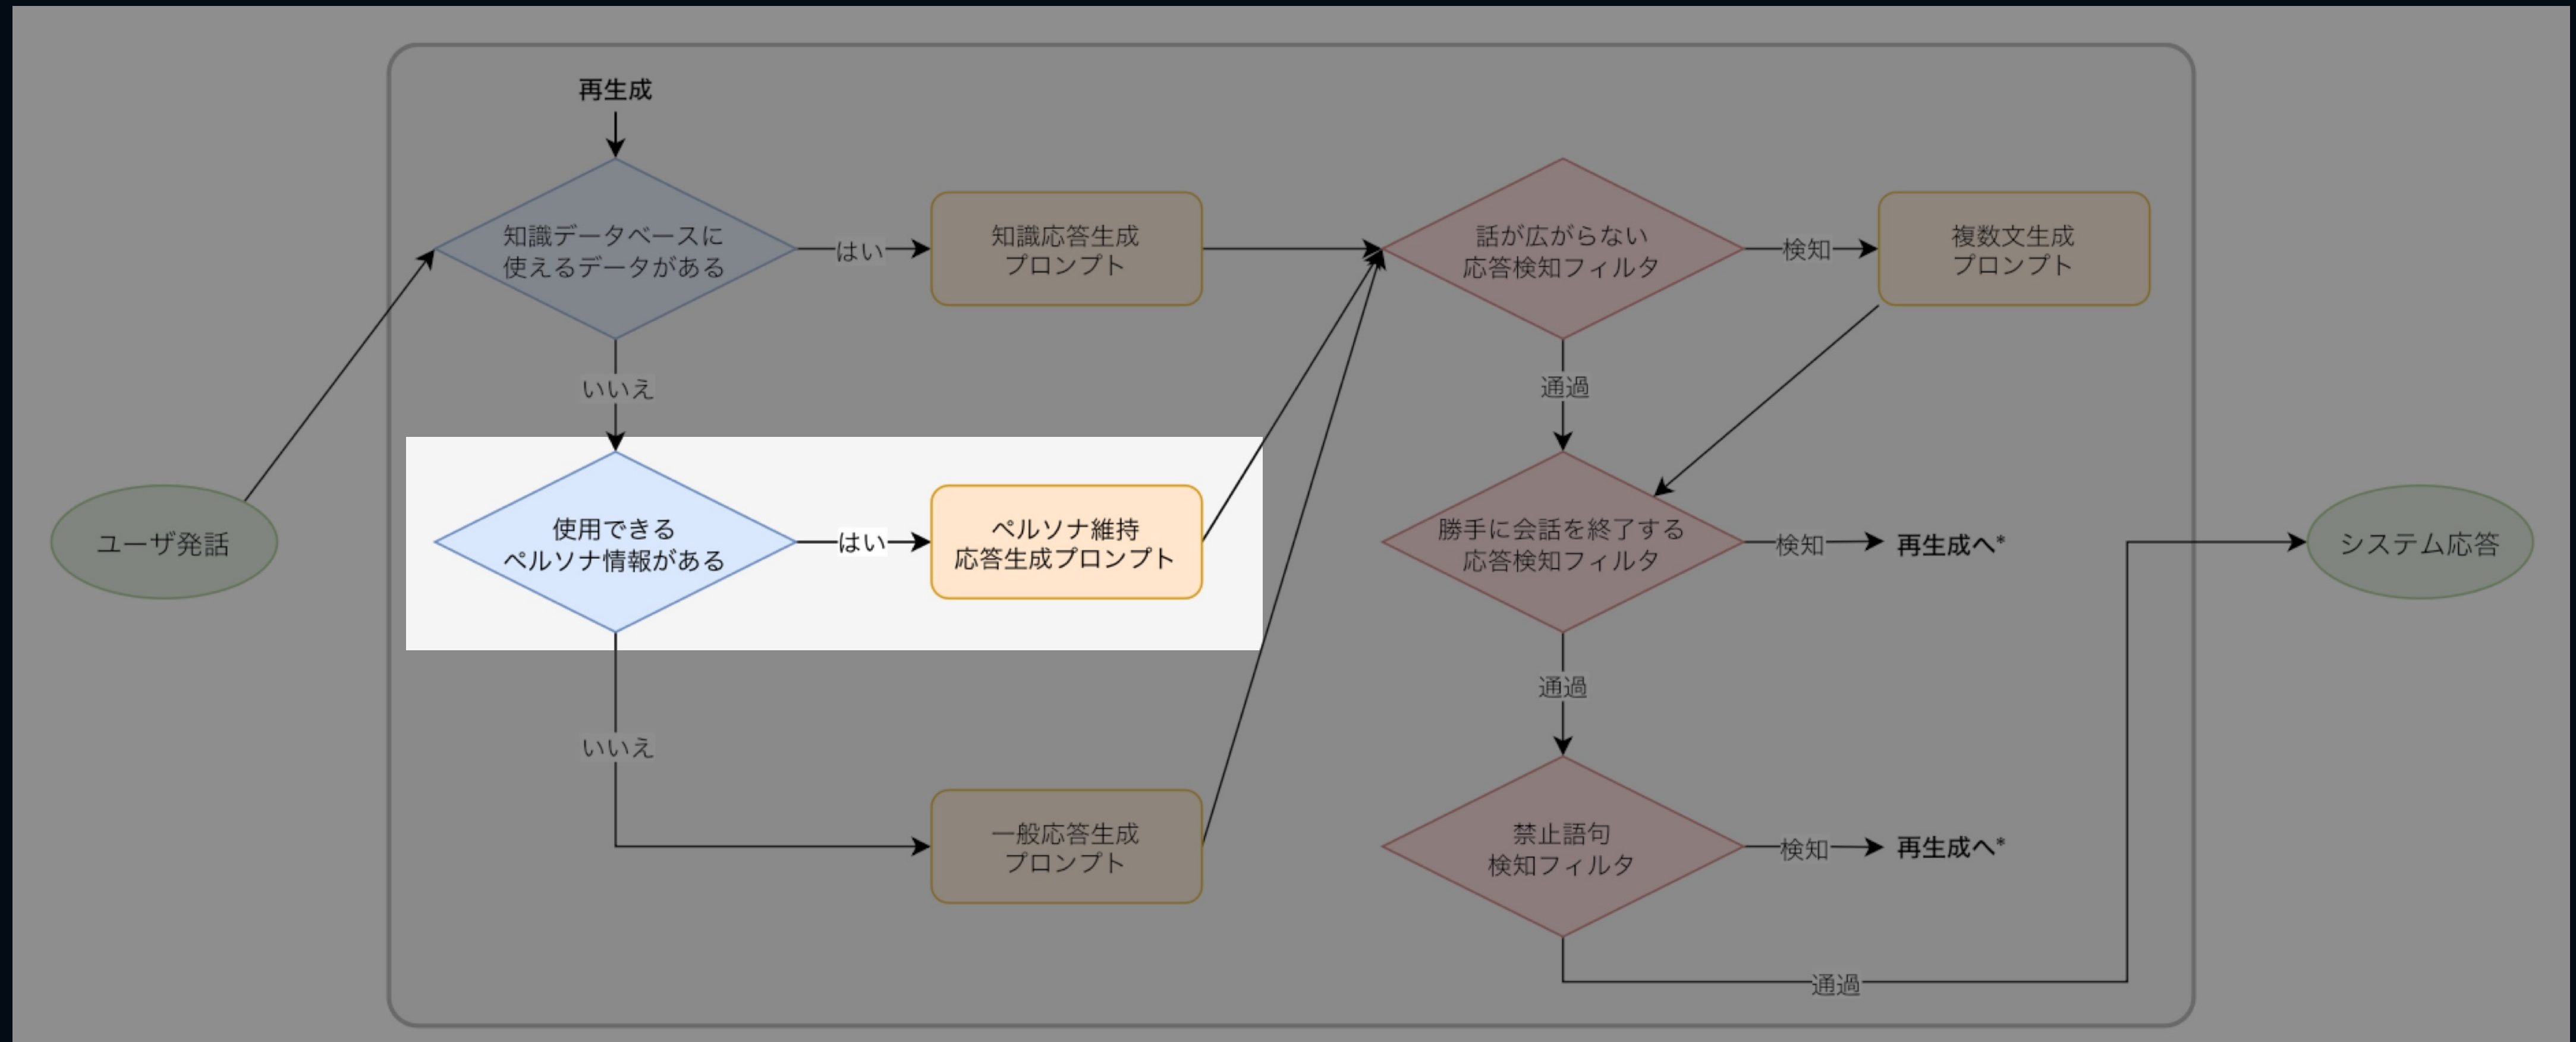 再生成
知識データベースに
使えるデータがある
はい
知識応答生成
プロンプト
話が広がらない
応答検知フィルタ
検知
複数文生成
プロンプト
いいえ
通過
ユーザ発話
使用できる
ペルソナ情報がある
はい
ペルソナ維持
応答生成プロンプト
勝手に会話を終了する
応答検知フィルタ
検知
再生成へ*
システム応答
いいえ
通過
一般応答生成
プロンプト
禁止語句
検知フィルタ
検知
再生成へ*
通過